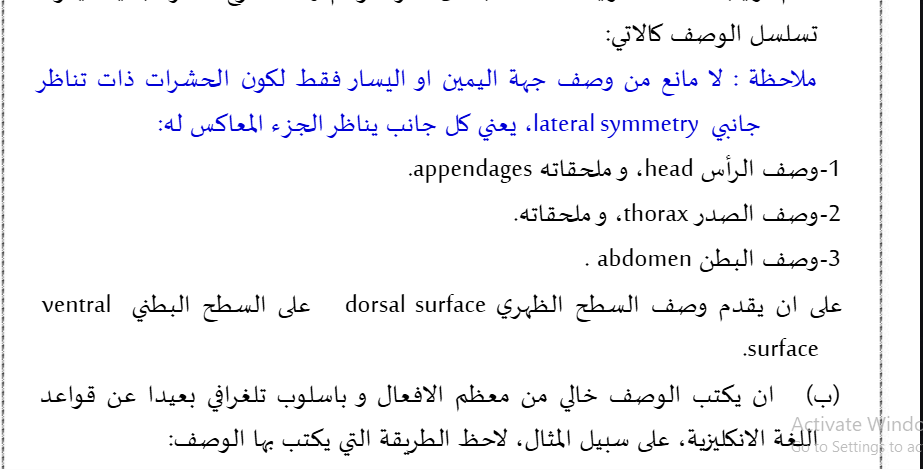 تسلسل الوصف كالاتي:
ملاحظة : لا مانع من وصف جهة اليمين او اليسار فقط لكون الحشرات ذات تناظر
جانبي lateral symmetry، يعني كل جانب يناظر الجزء المعاكس له:
1-وصف الرأس head، و ملحقاته appendages.
2-وصف الصدر thorax، و ملحقاته.
3-وصف البطن abdomen .
على ان يقدم وصف السطح الظهري dorsal surface على السطح البطني ventral
surface.
(ب) ان يكتب الوصف خالي من معظم الافعال و باسلوب تلغرافي بعيدا عن قواعد
اللغة الانكليزية، على سبيل المثال، لاحظ الطريقة التي يكتب بها الوصف:
Activate Windo
Go to Settings to ac